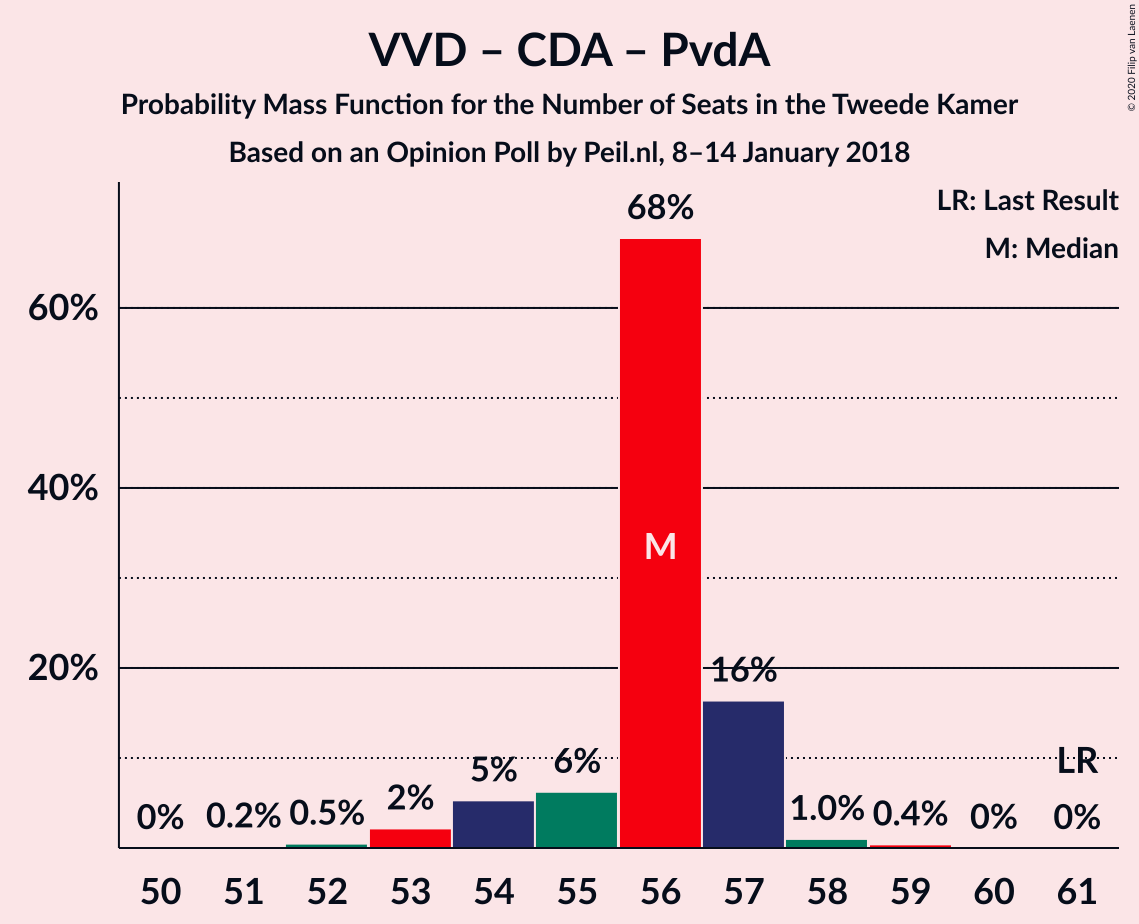 VVD – CDA – PvdA
Probability Mass Function for the Number of Seats in the Tweede Kamer
Based on an Opinion Poll by Peil.nl, 8–14 January 2018
© 2020 Filip van Laenen
LR: Last Result
M: Median
60%
40%
20%
0% 0.2% 0.5% 2% 5% 6% 68% 16% 1.0% 0.4% 0% 0%
M
LR
50 51 52 53 54 55 56 57 58 59 60 61